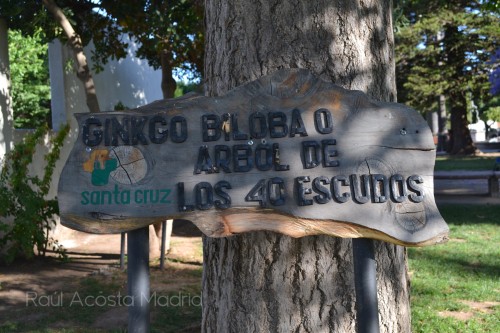 GINKGO BILOBA O
ARBOL DE
LOS 40 ESCUDOS
santa cruz
Raúl Acosta Madrid